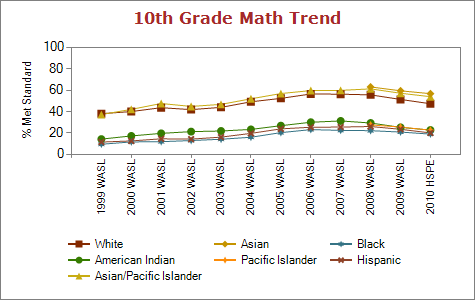 10th Grade Math Trend
% Met Standard
100
80
60
40
20
0
1999 WASL
2000 WASL
2001 WASL
2002 WASL
2003 WASL
2004 WASL
2005 WASL
2006 WASL
2007 WASL
2008 WASL
2009 WASL
2010 HSPE
White
Asian
Black
American Indian
Pacific Islander
Hispanic
Asian/Pacific Islander